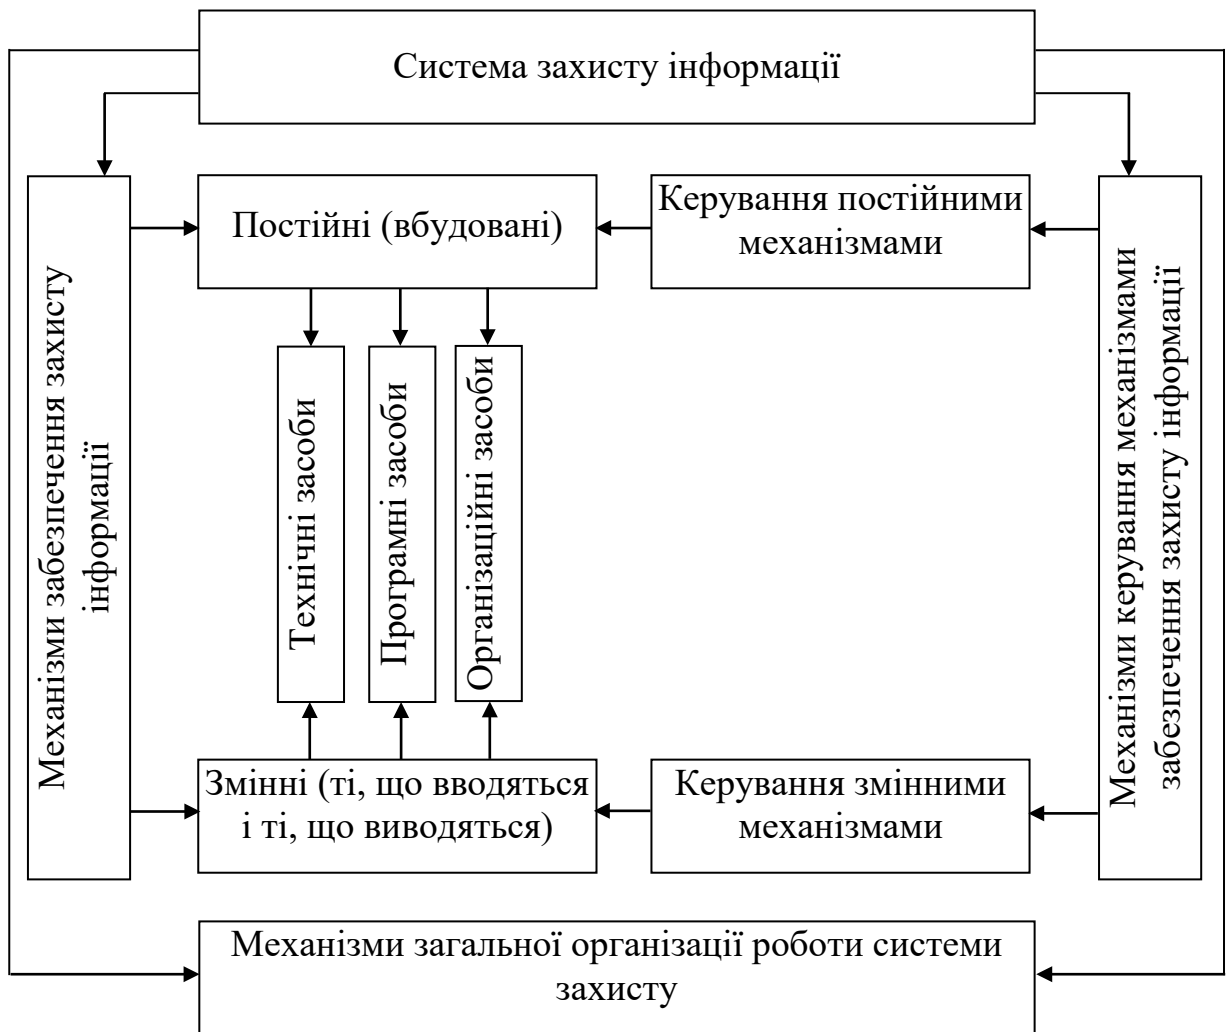 Система захисту інформації
Механізми забезпечення захисту
інформації
Постійні (вбудовані)
Керування постійними
механізмами
Механізми керування механізмами
забезпечення захисту інформації
Технічні засоби
Програмні засоби
Організаційні засоби
Змінні (ті, що вводяться
і ті, що виводяться)
Керування змінними
механізмами
Механізми загальної організації роботи системи
захисту